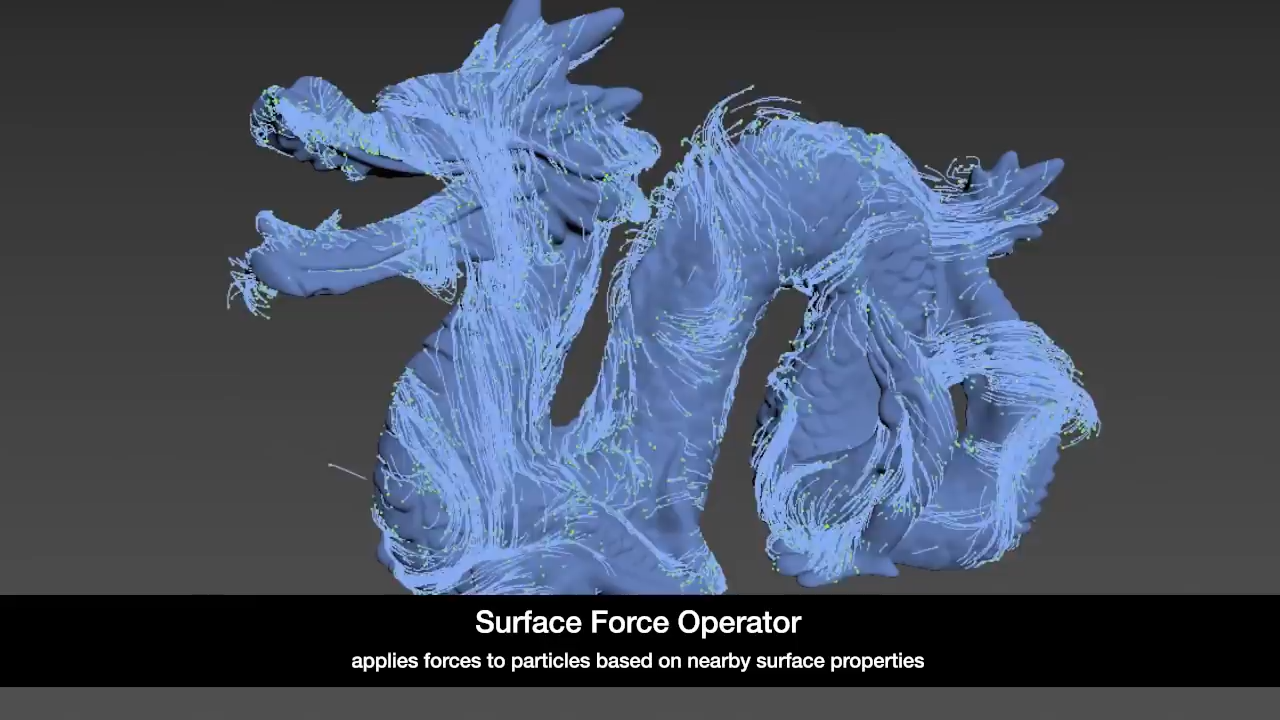 Surface Force Operator
applies forces to particles based on nearby surface properties